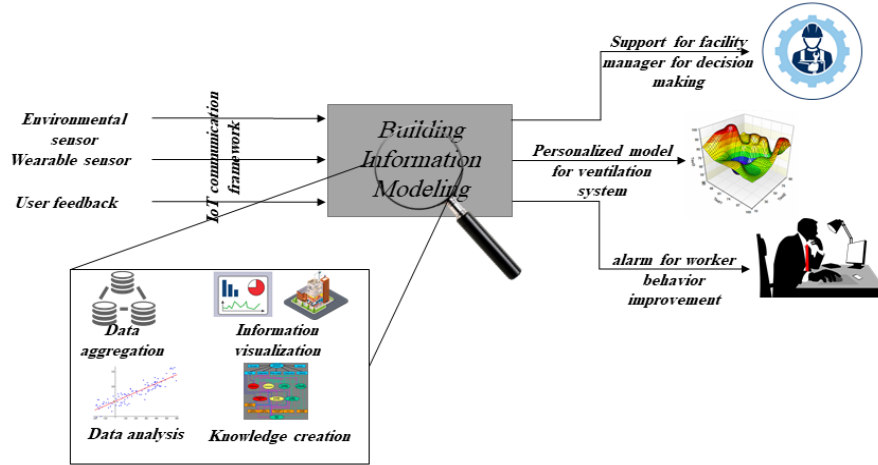 Environmental
sensor
Wearable sensor
User feedback
IoT communication
framework
Building
Information
Modeling
Support for facility
manager for decision
making
Personalized model
for ventilation
system
alarm for worker
behavior
improvement
Data
aggregation
Information
visualization
Data analysis
Knowledge creation